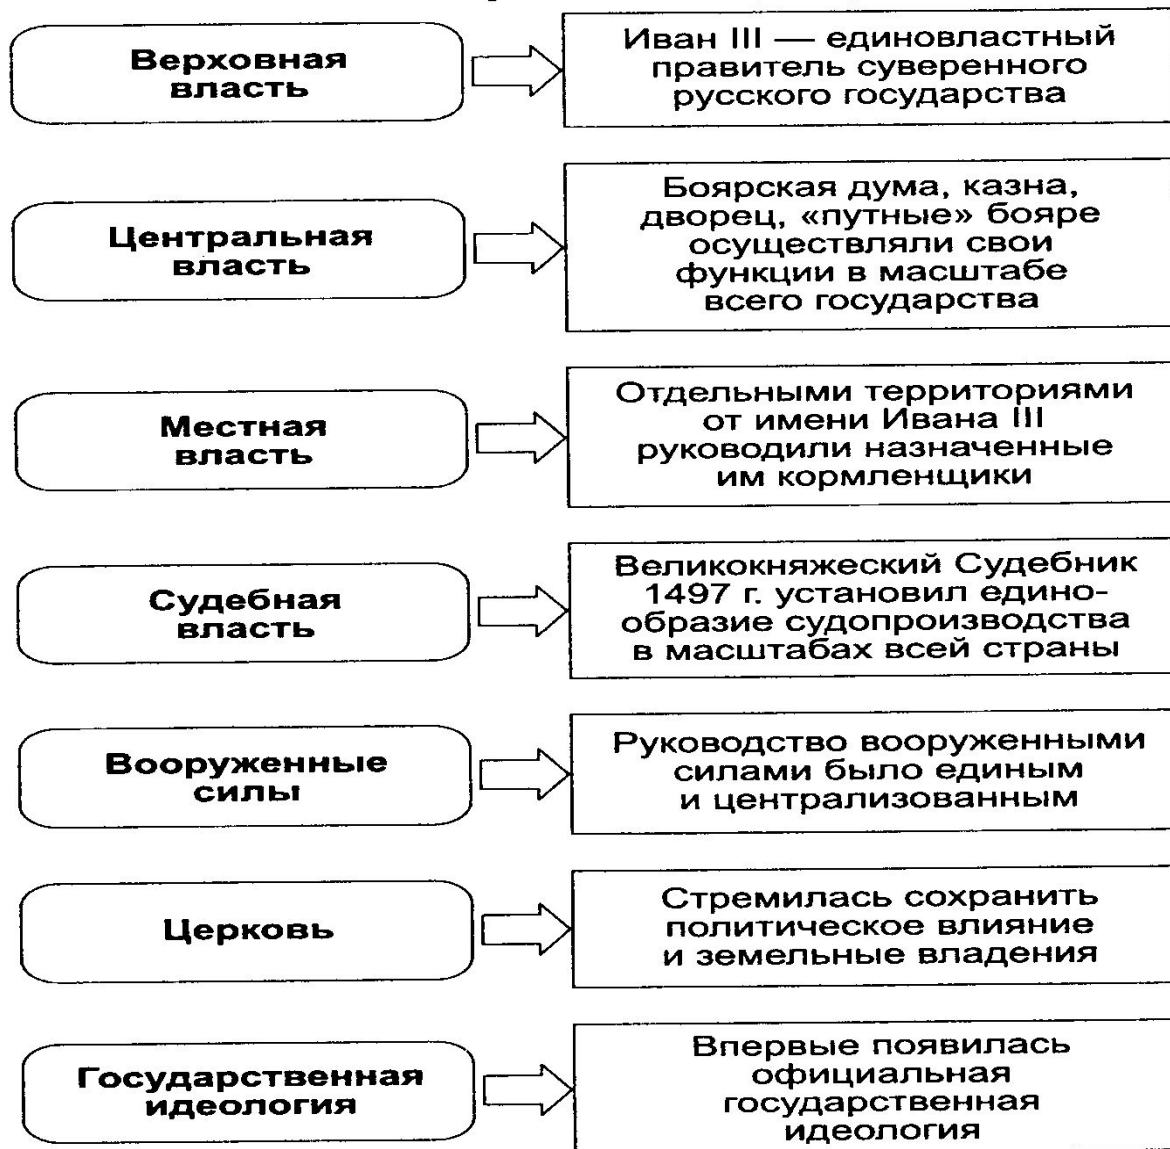 Верховная
власть
Иван III — единовластный
правитель суверенного
русского государства
Центральная
власть
Боярская дума, казна,
дворец, «путные» бояре
осуществляли свои
функции в масштабе
всего государства
Местная
власть
Отдельными территориями
от имени Ивана III
руководили назначенные
им кормленщики
Судебная
власть
Великокняжеский Судебник
1497 г. установил едино-
образие судопроизводства
в масштабах всей страны
Вооруженные
силы
Руководство вооруженными
силами было единым
и централизованным
Церковь
Стремилась сохранить
политическое влияние
и земельные владения
Государственная
идеология
Впервые появилась
официальная
государственная
идеология